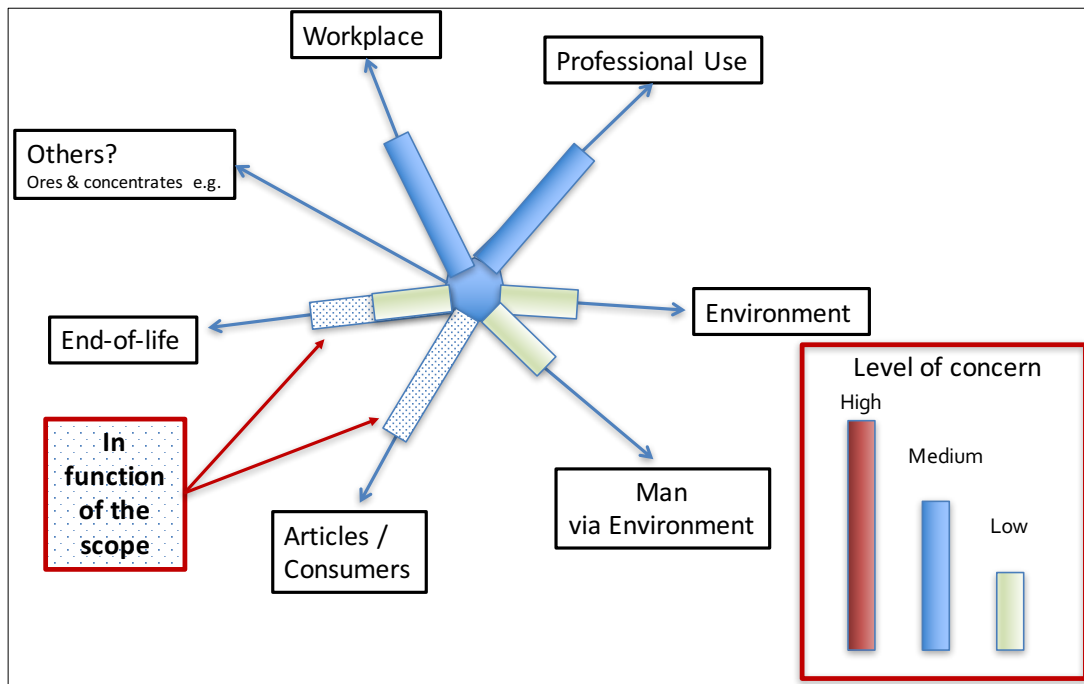 Workplace
Professional Use
Others?
Ores & concentrates e.g.
End-of-life
Environment
In
function
of the
scope
Articles /
Consumers
Man
via Environment
Level of concern
High
Medium
Low